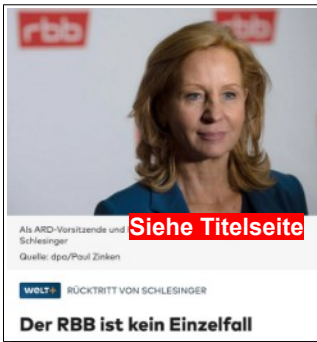 rbb
rbb
Als ARD-Vorsitzende und
Siehe Titelseite
Schlesinger
Quelle: dpa/Paul Zinken
WELT+ RÜCKTRITT VON SCHLESINGER
Der RBB ist kein Einzelfall